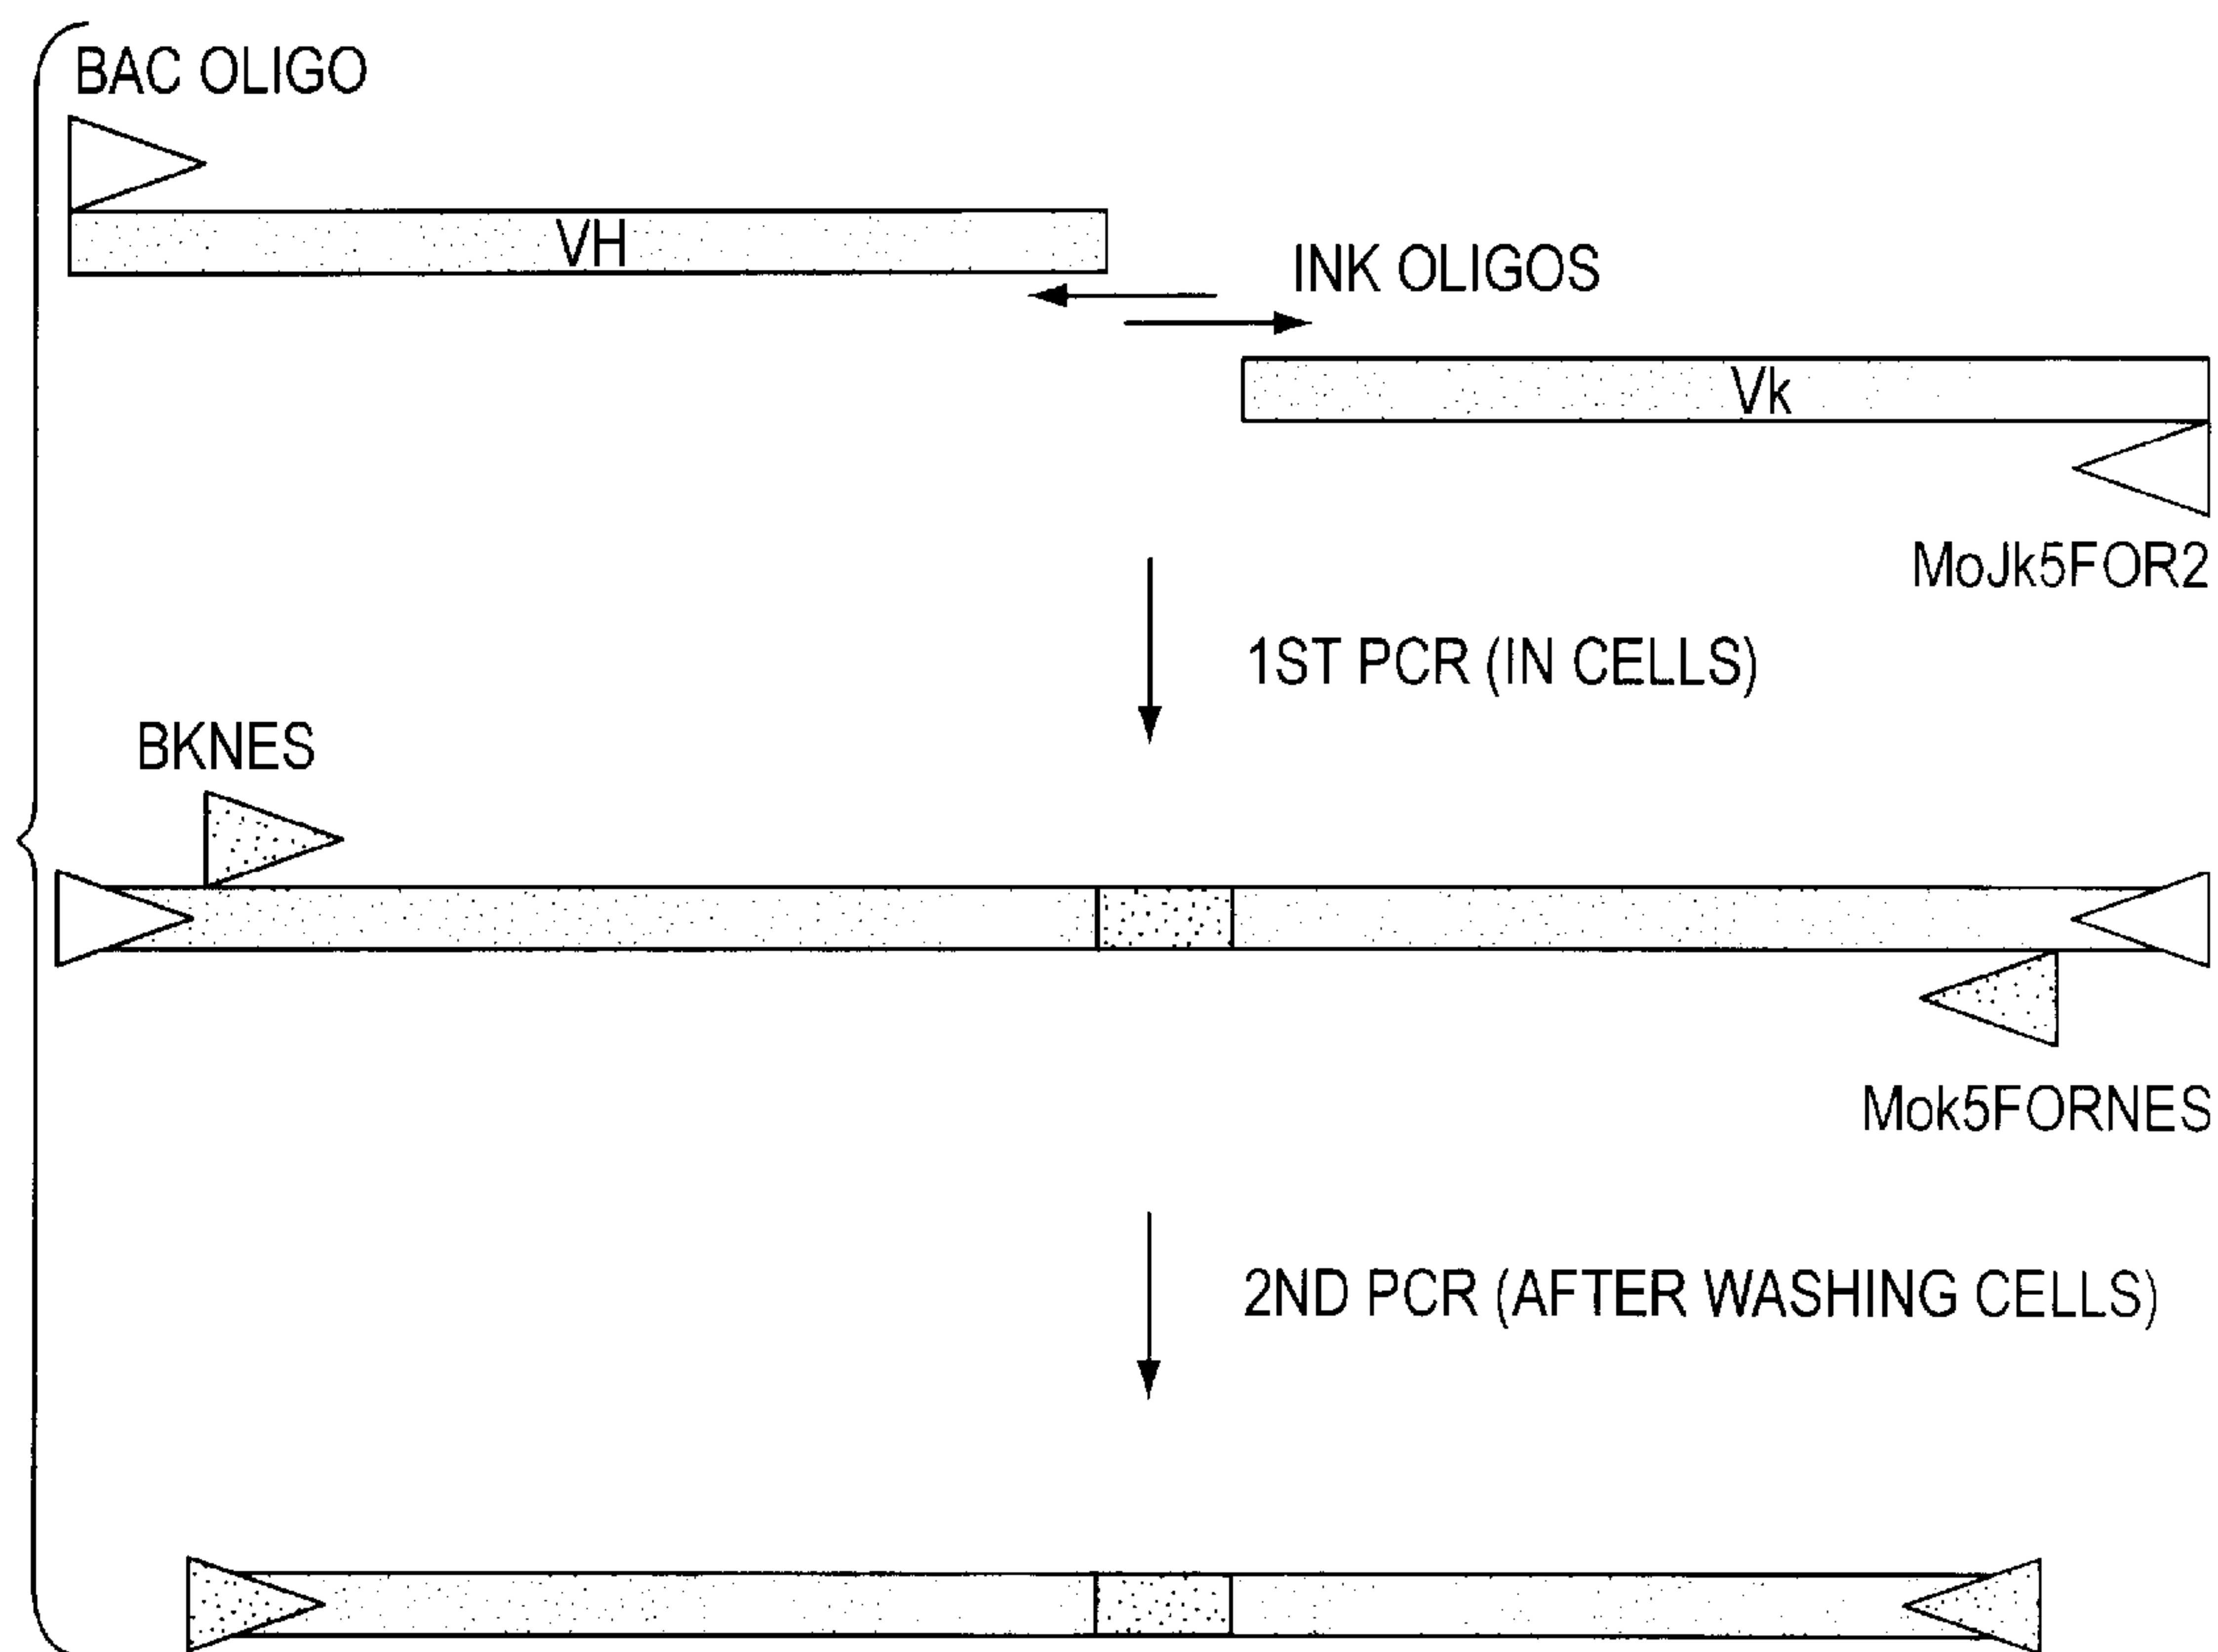 BAC OLIGO
VH
INK OLIGOS
Vk
MoJk5FOR2
1ST PCR (IN CELLS)
BKNES
Mok5FORNES
2ND PCR (AFTER WASHING CELLS)